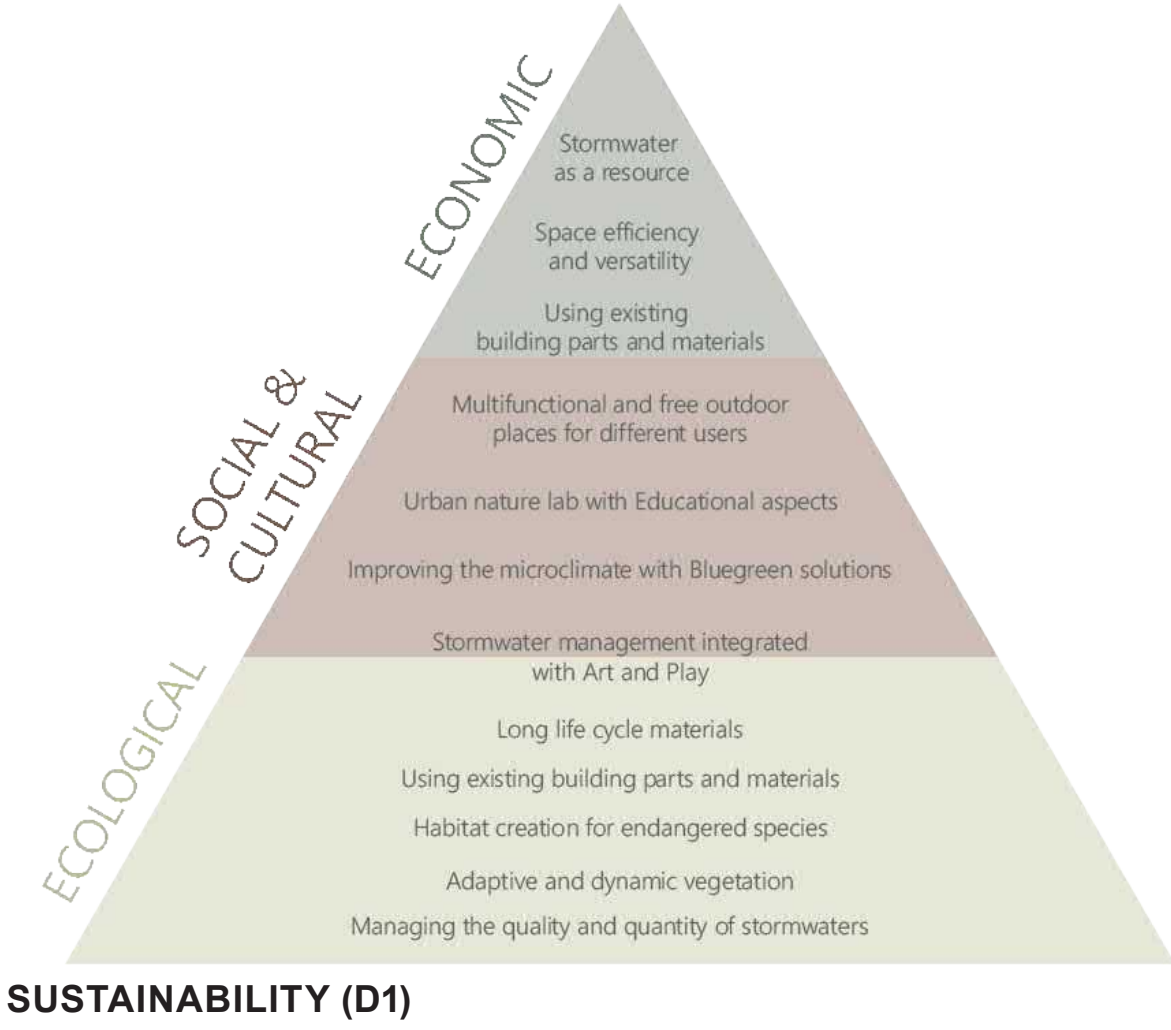 ECONOMIC
Stormwater
as a resource
Space efficiency
and versatility
Using existing
building parts and materials
SOCIAL &
CULTURAL
Multifunctional and free outdoor
places for different users
Urban nature lab with Educational aspects
Improving the microclimate with Bluegreen solutions
Stormwater management integrated
with Art and Play
ECOLOGICAL
Long life cycle materials
Using existing building parts and materials
Habitat creation for endangered species
Adaptive and dynamic vegetation
Managing the quality and quantity of stormwaters
SUSTAINABILITY (D1)